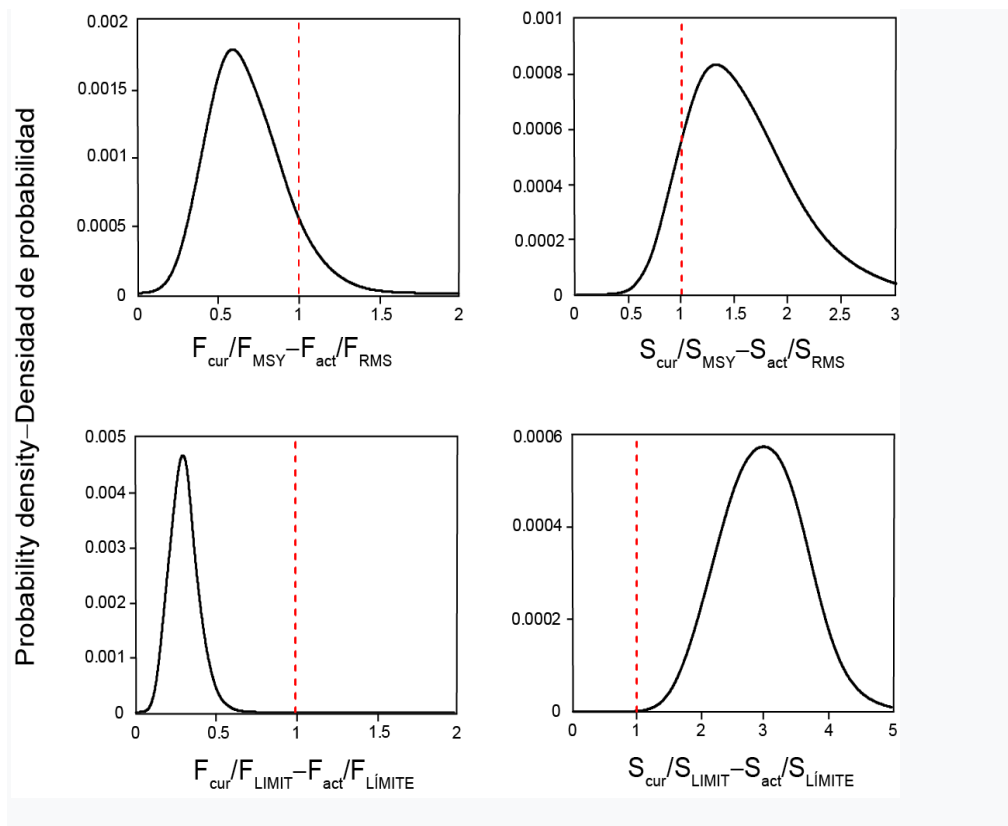 Probability density–Densidad de probabilidad
0.002
0.0015
0.001
0.0005
0
0 0.5 1 1.5 2
F_cur/F_MSY–F_act/F_RMS
0.001
0.0008
0.0006
0.0004
0.0002
0
0 0.5 1 1.5 2 2.5 3
S_cur/S_MSY–S_act/S_RMS
0.005
0.004
0.003
0.002
0.001
0
0 0.5 1 1.5 2
F_cur/F_LIMIT–F_act/F_LÍMITE
0.0006
0.0004
0.0002
0
0 1 2 3 4 5
S_cur/S_LIMIT–S_act/S_LÍMITE